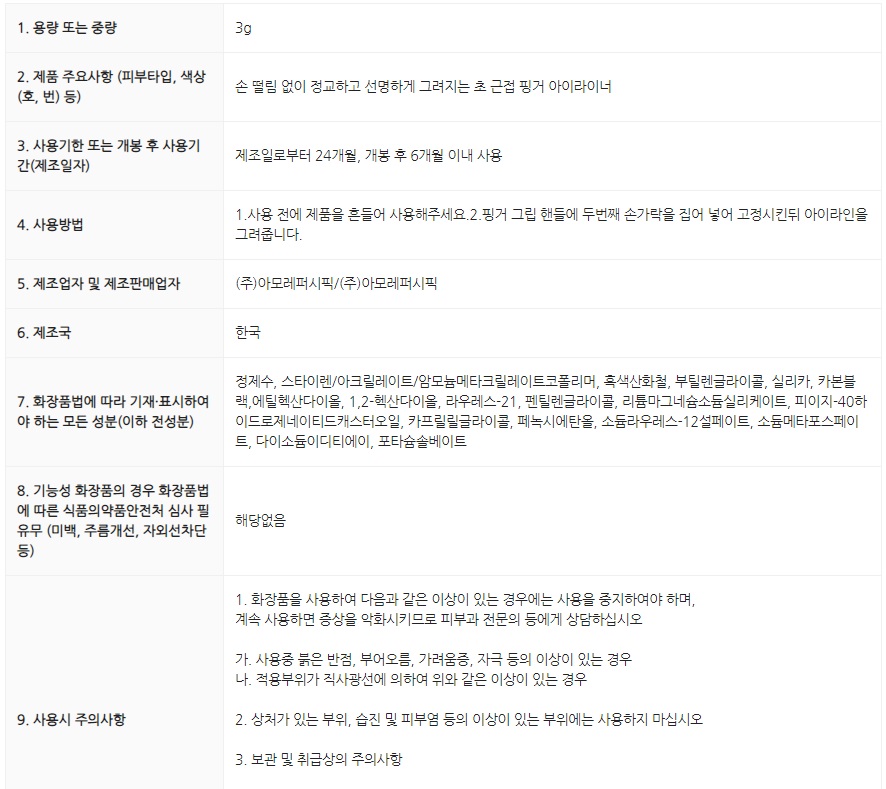 1. 용량 또는 중량
3g
2. 제품 주요사항 (피부타입, 색상
(호, 번) 등)
손 떨림 없이 정교하고 선명하게 그려지는 초 근접 핑거 아이라이너
3. 사용기한 또는 개봉 후 사용기
간(제조일자)
제조일로부터 24개월, 개봉 후 6개월 이내 사용
4. 사용방법
1.사용 전에 제품을 흔들어 사용해주세요.2.핑거 그립 핸들에 두번째 손가락을 집어 넣어 고정시킨뒤 아이라인을
그려줍니다.
5. 제조업자 및 제조판매업자
(주)아모레퍼시픽/(주)아모레퍼시픽
6. 제조국
한국
7. 화장품법에 따라 기재·표시하여
야 하는 모든 성분(이하 전성분)
정제수, 스타이렌/아크릴레이트/암모늄메타크릴레이트코폴리머, 흑색산화철, 부틸렌글라이콜, 실리카, 카본블
랙,에틸헥산다이올, 1,2-헥산다이올, 라우레스-21, 펜틸렌글라이콜, 리튬마그네슘소듐실리케이트, 피이지-40하
이드로제네이티드캐스터오일, 카프릴릴글라이콜, 페녹시에탄올, 소듐라우레스-12설페이트, 소듐메타포스페이
트, 다이소듐이디티에이, 포타슘솔베이트
8. 기능성 화장품의 경우 화장품법
에 따른 식품의약품안전처 심사 필
유무 (미백, 주름개선, 자외선차단
등)
해당없음
9. 사용시 주의사항
1. 화장품을 사용하여 다음과 같은 이상이 있는 경우에는 사용을 중지하여야 하며,
계속 사용하면 증상을 악화시키므로 피부과 전문의 등에게 상담하십시오
가. 사용중 붉은 반점, 부어오름, 가려움증, 자극 등의 이상이 있는 경우
나. 적용부위가 직사광선에 의하여 위와 같은 이상이 있는 경우
2. 상처가 있는 부위, 습진 및 피부염 등의 이상이 있는 부위에는 사용하지 마십시오
3. 보관 및 취급상의 주의사항